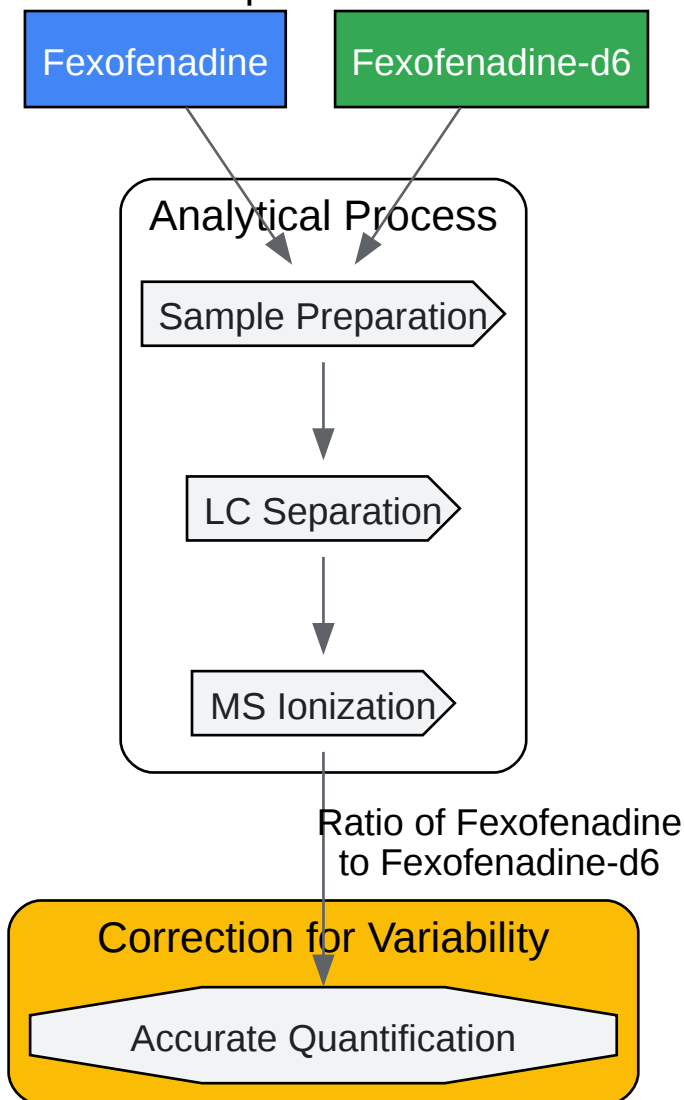 Fexofenadine
Fexofenadine-d6
Analytical Process
Sample Preparation
LC Separation
MS Ionization
Ratio of Fexofenadine
to Fexofenadine-d6
Correction for Variability
Accurate Quantification